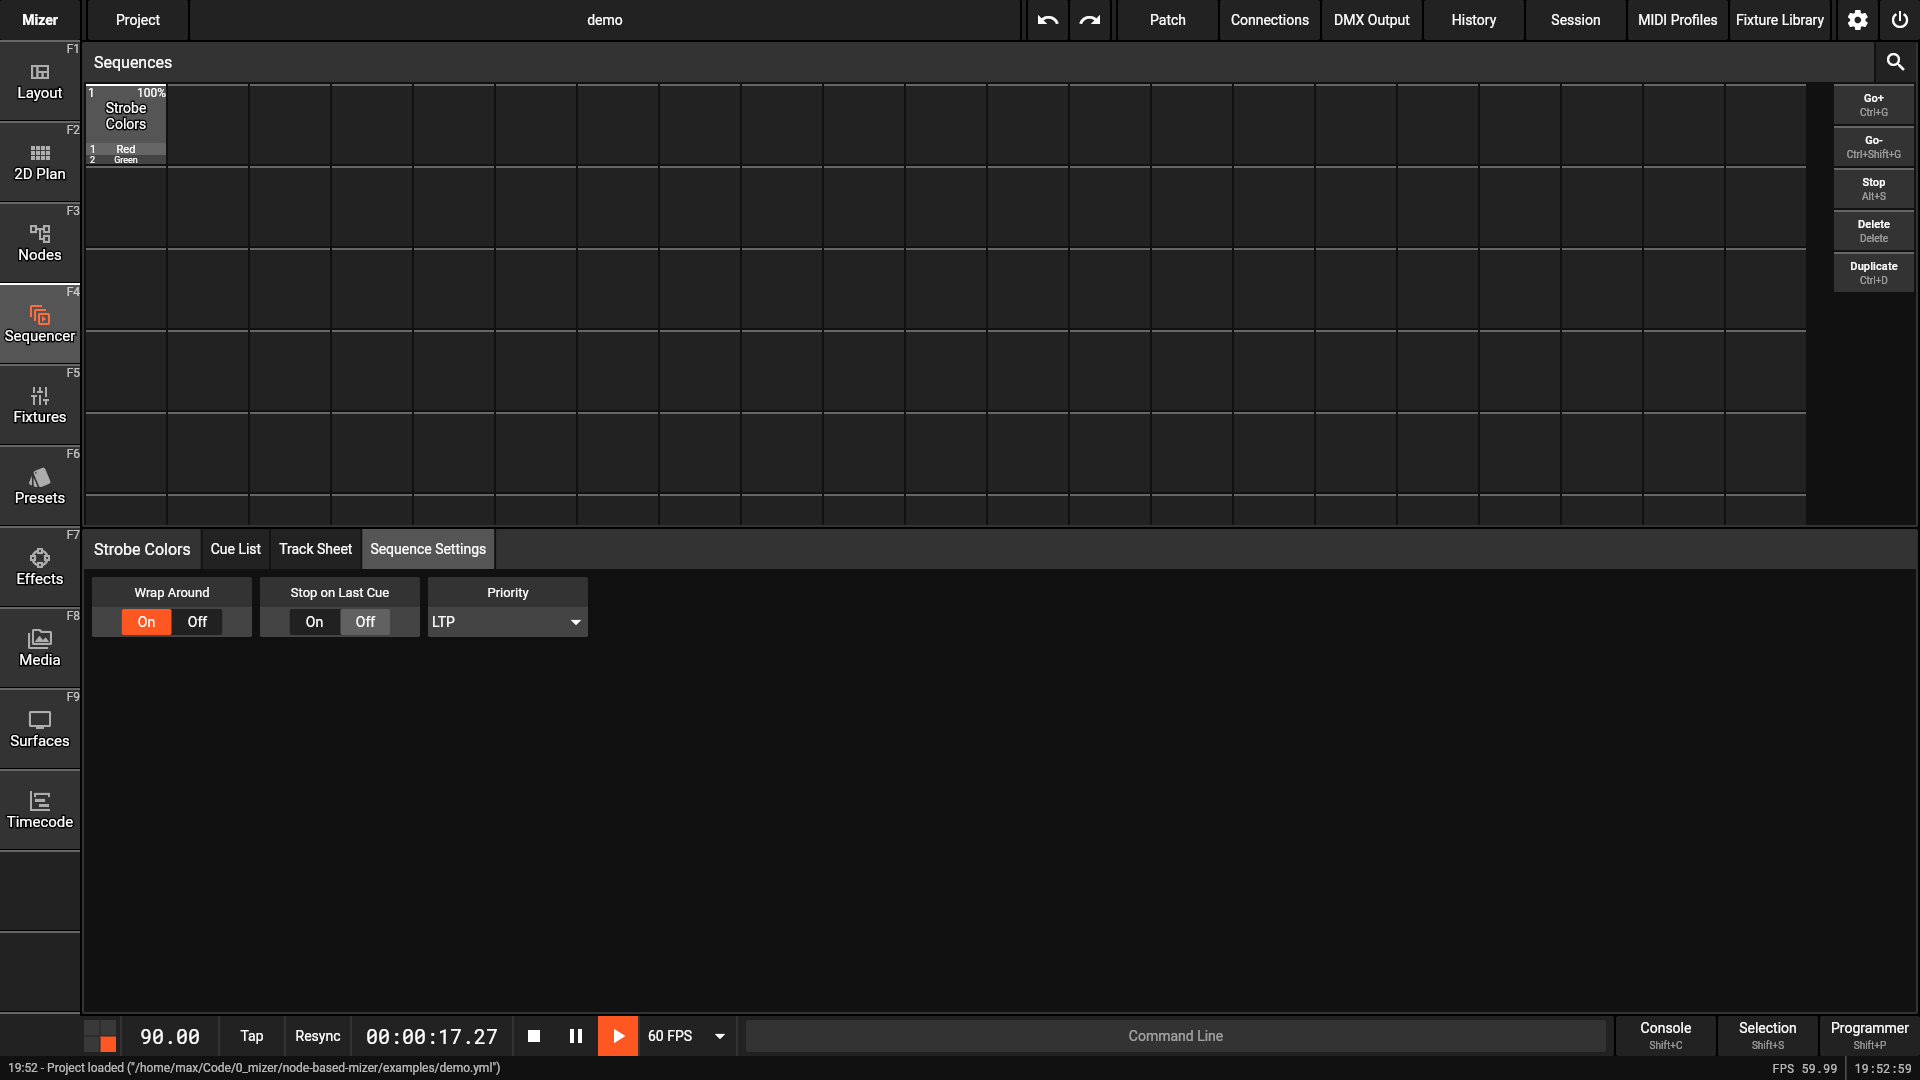 Mizer
Project
demo
Patch
Connections
DMX Output
History
Session
MIDI Profiles
Fixture Library
F1
Layout
F2
2D Plan
F3
Nodes
F4
Sequencer
F5
Fixtures
F6
Presets
F7
Effects
F8
Media
F9
Surfaces
Timecode
Sequences
1 100%
Strobe
Colors
1 Red
2 Green
Go+
Ctrl+G
Go-
Ctrl+Shift+G
Stop
Alt+S
Delete
Delete
Duplicate
Ctrl+D
Strobe Colors
Cue List
Track Sheet
Sequence Settings
Wrap Around
On Off
Stop on Last Cue
On Off
Priority
LTP
90.00
Tap
Resync
00:00:17.27
60 FPS
Command Line
Console
Shift+C
Selection
Shift+S
Programmer
Shift+P
19:52 - Project loaded ("/home/max/Code/0_mizer/node-based-mizer/examples/demo.yml")
FPS 59.99
19:52:59